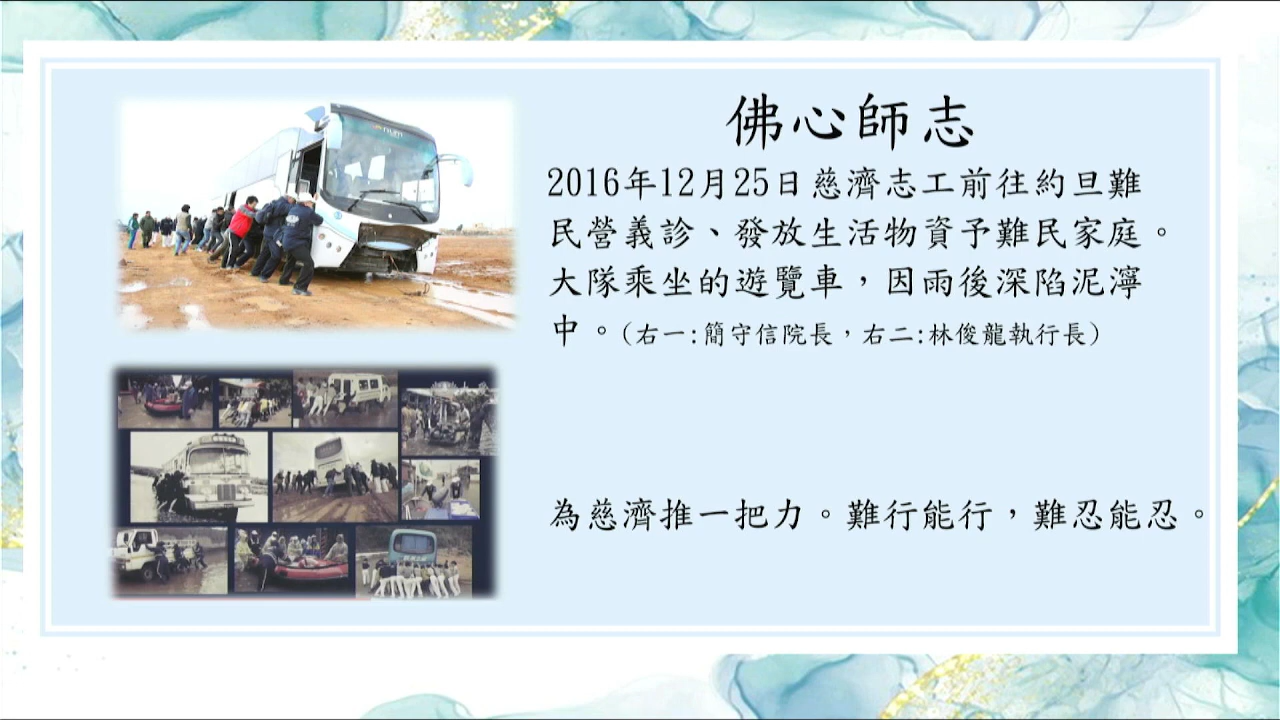 佛心師志
2016年12月25日慈濟志工前往約旦難
民營義診、發放生活物資予難民家庭。
大隊乘坐的遊覽車，因雨後深陷泥濘
中。(右一:簡守信院長，右二:林俊龍執行長)
為慈濟推一把力。難行能行，難忍能忍。